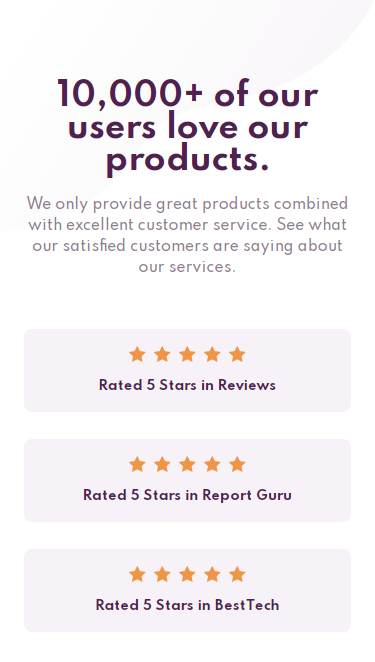 10,000+ of our
users love our
products.
We only provide great products combined
with excellent customer service. See what
our satisfied customers are saying about
our services.
Rated 5 Stars in Reviews
Rated 5 Stars in Report Guru
Rated 5 Stars in BestTech